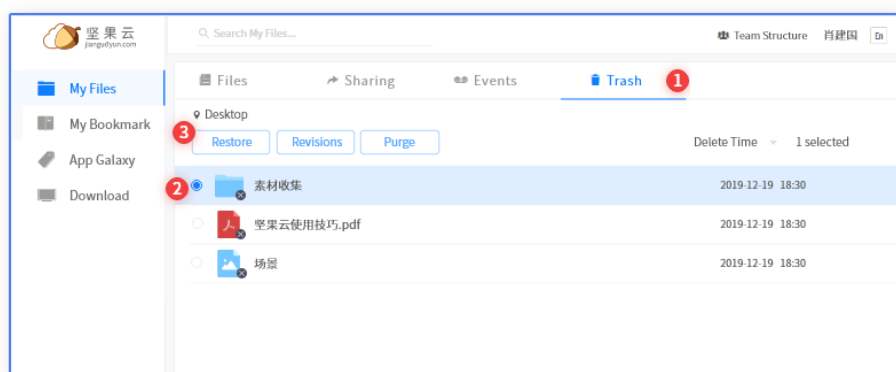 坚果云
jianguoyun.com
Search My Files...
Team Structure 肖建国 En
My Files
My Bookmark
App Galaxy
Download
Files Sharing Events Trash 1
Desktop
3
Restore Revisions Purge Delete Time 1 selected
2 素材收集 2019-12-19 18:30
坚果云使用技巧.pdf 2019-12-19 18:30
场景 2019-12-19 18:30